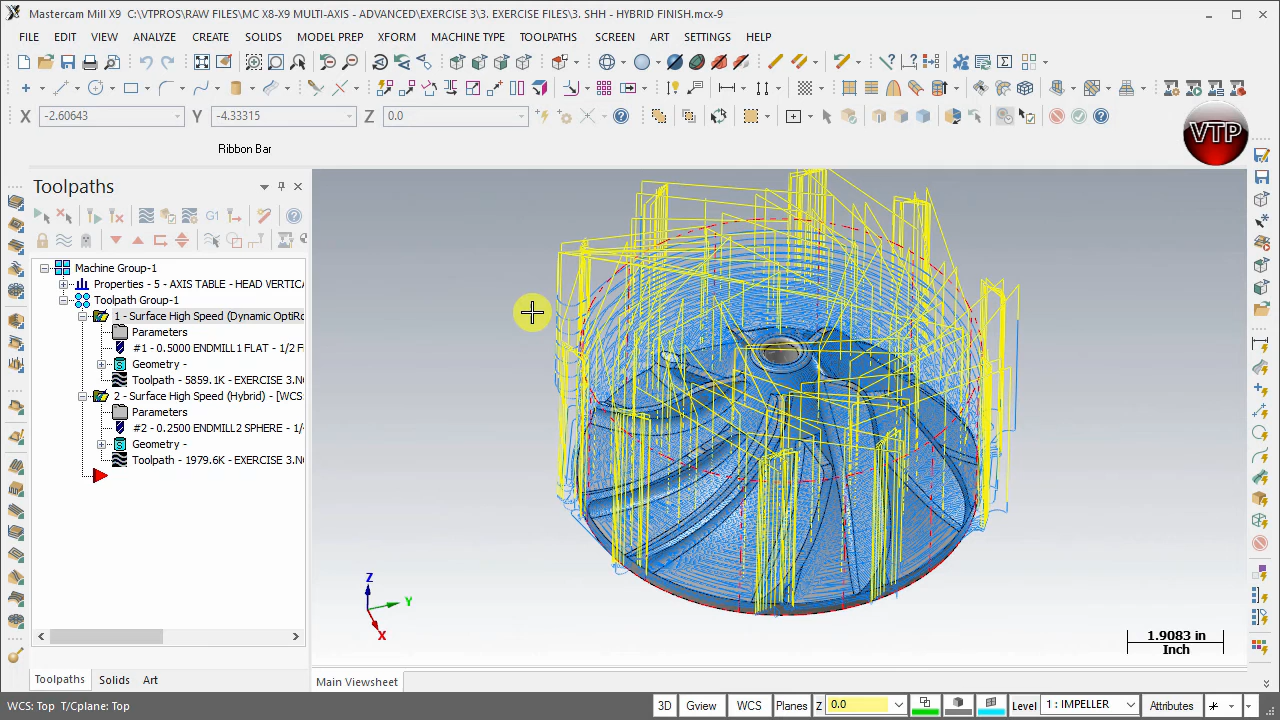 Mastercam Mill X9 C:\VTPROS\RAW FILES\MC X8-X9 MULTI-AXIS - ADVANCED\EXERCISE 3\3. EXERCISE FILES\3. SHH - HYBRID FINISH.mcx-9
FILE EDIT VIEW ANALYZE CREATE SOLIDS MODEL PREP XFORM MACHINE TYPE TOOLPATHS SCREEN ART SETTINGS HELP
X -2.60643 Y -4.33315 Z 0.0
VTP
Ribbon Bar
Toolpaths
G1
Machine Group-1
Properties - 5 - AXIS TABLE - HEAD VERTICA
Toolpath Group-1
1 - Surface High Speed (Dynamic OptiRo
Parameters
#1 - 0.5000 ENDMILL1 FLAT - 1/2 F
Geometry -
Toolpath - 5859.1K - EXERCISE 3.NC
2 - Surface High Speed (Hybrid) - [WCS
Parameters
#2 - 0.2500 ENDMILL2 SPHERE - 1/
Geometry -
Toolpath - 1979.6K - EXERCISE 3.NC
Z
Y
X
1.9083 in
Inch
Toolpaths Solids Art
Main Viewsheet
WCS: Top T/Cplane: Top
3D Gview WCS Planes Z 0.0 Level 1 : IMPELLER Attributes